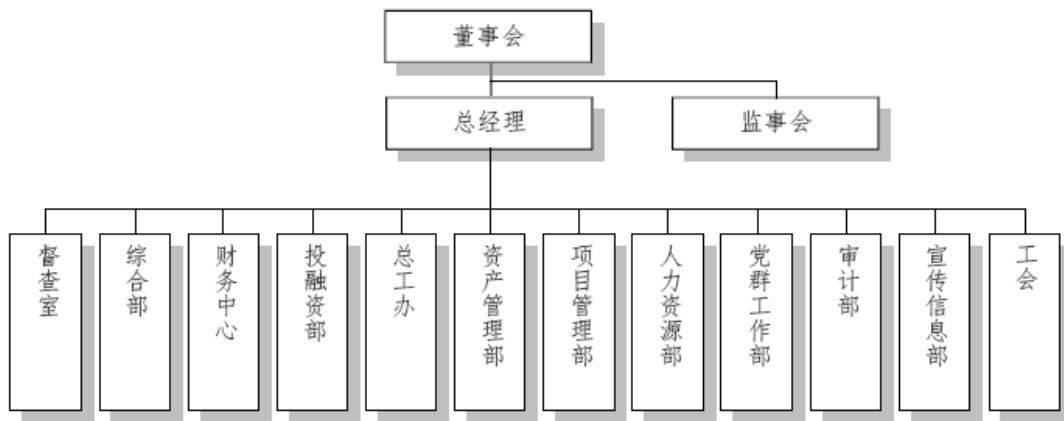 董事会
总经理
监事会
督查室
综合部
财务中心
投融资部
总工办
资产管理部
项目管理部
人力资源部
党群工作部
审计部
宣传信息部
工会